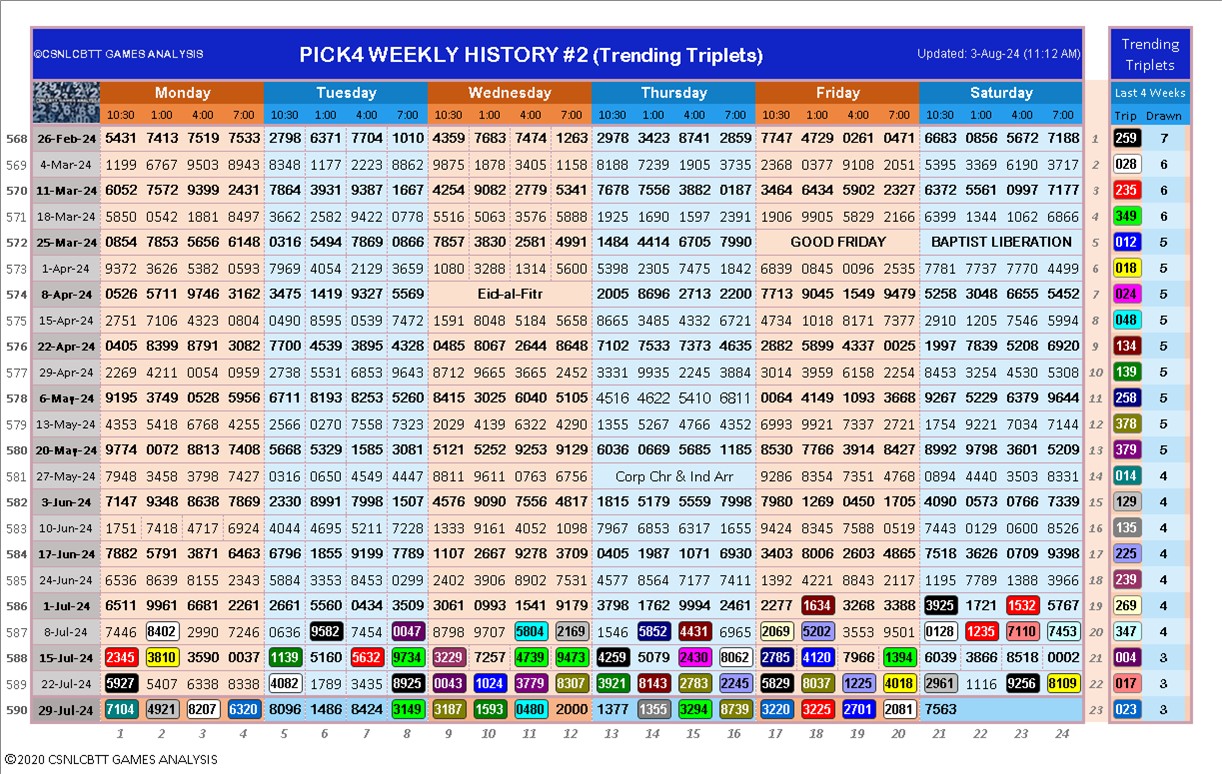 ©CSNLCBTT GAMES ANALYSIS PICK4 WEEKLY HISTORY #2 (Trending Triplets) Updated: 3-Aug-24 (11:12 AM) Trending Triplets
Monday Tuesday Wednesday Thursday Friday Saturday Last 4 Weeks
10:30 1:00 4:00 7:00 10:30 1:00 4:00 7:00 10:30 1:00 4:00 7:00 10:30 1:00 4:00 7:00 10:30 1:00 4:00 7:00 10:30 1:00 4:00 7:00 Trip Drawn
568 26-Feb-24 5431 7413 7519 7533 2798 6371 7704 1010 4359 7683 7474 1263 2978 3423 8741 2859 7747 4729 0261 0471 6683 0856 5672 7188 1 259 7
569 4-Mar-24 1199 6767 9503 8943 8348 1177 2223 8862 9875 1878 3405 1158 8188 7239 1905 3735 2368 0377 9108 2051 5395 3369 6190 3717 2 028 6
570 11-Mar-24 6052 7572 9399 2431 7864 3931 9387 1667 4254 9082 2779 5341 7678 7556 3882 0187 3464 6434 5902 2327 6372 5561 0997 7177 3 235 6
571 18-Mar-24 5850 0542 1881 8497 3662 2582 9422 0778 5516 5063 3576 5888 1925 1690 1597 2391 1906 9905 5829 2166 6399 1344 1062 6866 4 349 6
572 25-Mar-24 0854 7853 5656 6148 0316 5494 7869 0866 7857 3830 2581 4991 1484 4414 6705 7990 GOOD FRIDAY BAPTIST LIBERATION 5 012 5
573 1-Apr-24 9372 3626 5382 0593 7969 4054 2129 3659 1080 3288 1314 5600 5398 2305 7475 1842 6839 0845 0096 2535 7781 7737 7770 4499 6 018 5
574 8-Apr-24 0526 5711 9746 3162 3475 1419 9327 5569 Eid-al-Fitr 2005 8696 2713 2200 7713 9045 1549 9479 5258 3048 6655 5452 7 024 5
575 15-Apr-24 2751 7106 4323 0804 0490 8595 0539 7472 1591 8048 5184 5658 8665 3485 4332 6721 4734 1018 8171 7377 2910 1205 7546 5994 8 048 5
576 22-Apr-24 0405 8399 8791 3082 7700 4539 3895 4328 0485 8067 2644 8648 7102 7533 7373 4635 2882 5899 4337 0025 1997 7839 5208 6920 9 134 5
577 29-Apr-24 2269 4211 0054 0959 2738 5531 6853 9643 8712 9665 3665 2452 3331 9935 2245 3884 3014 3959 6158 2254 8453 3254 4530 5308 10 139 5
578 6-May-24 9195 3749 0528 5956 6711 8193 8253 5260 8415 3025 6040 5105 4516 4622 5410 6811 0064 4149 1093 3668 9267 5229 6379 9644 11 258 5
579 13-May-24 4353 5418 6768 4255 2566 0270 7558 7323 2029 4139 6322 4290 1355 5267 4766 4352 6993 9921 7337 2721 1754 9221 7034 7144 12 378 5
580 20-May-24 9774 0072 8813 7408 5668 5329 1585 3081 5121 5252 9253 9129 6036 0669 5685 1185 8530 7766 3914 8427 8992 9798 3601 5209 13 379 5
581 27-May-24 7948 3458 3798 7427 0316 0650 4549 4447 8811 9611 0763 6756 Corp Chr & Ind Arr 9286 8354 7351 4768 0894 4440 3503 8331 14 014 4
582 3-Jun-24 7147 9348 8638 7869 2330 8991 7998 1507 4576 9090 7556 4817 1815 5179 5559 7998 7980 1269 0450 1705 4090 0573 0766 7339 15 129 4
583 10-Jun-24 1751 7418 4717 6924 4044 4695 5211 7228 1333 9161 4052 1098 7967 6853 6317 1655 9424 8345 7588 0519 7443 0129 0600 8526 16 135 4
584 17-Jun-24 7882 5791 3871 6463 6796 1855 9199 7789 1107 2667 9278 3709 0405 1987 1071 6930 3403 8006 2603 4865 7518 3626 0709 9398 17 225 4
585 24-Jun-24 6536 8639 8155 2343 5884 3353 8453 0299 2402 3906 8902 7531 4577 8564 7177 7411 1392 4221 8843 2117 1195 7789 1388 3966 18 239 4
586 1-Jul-24 6511 9961 6681 2261 2661 5560 0434 3509 3061 0993 1541 9179 3798 1762 9994 2461 2277 1634 3268 3388 3925 1721 1532 5767 19 269 4
587 8-Jul-24 7446 8402 2990 7246 0636 9582 7454 0047 8798 9707 5804 2169 1546 5852 4431 6965 2069 5202 3553 9501 0128 1235 7110 7453 20 347 4
588 15-Jul-24 2345 3810 3590 0037 1139 5160 5632 9734 3229 7257 4739 9473 4259 5079 2430 8062 2785 4120 7966 1394 6039 3866 8518 0002 21 004 3
589 22-Jul-24 5927 5407 6338 8338 4082 1789 3435 8925 0043 1024 3779 8307 3921 8143 2783 2245 5829 8037 1225 4018 2961 1116 9256 8109 22 017 3
590 29-Jul-24 7104 4921 8207 6320 8096 1486 8424 3149 3187 1593 0480 2000 1377 1355 3294 8739 3220 3225 2701 2081 7563 23 023 3
1 2 3 4 5 6 7 8 9 10 11 12 13 14 15 16 17 18 19 20 21 22 23 24
©2020 CSNLCBTT GAMES ANALYSIS